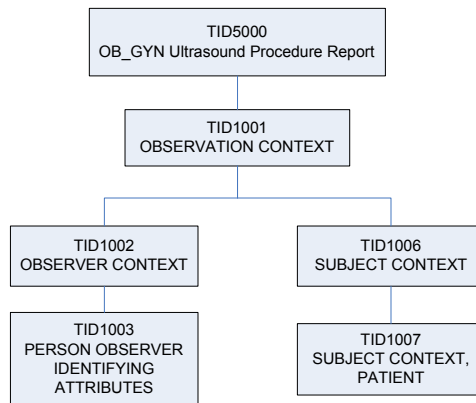 TID5000
OB_GYN Ultrasound Procedure Report
TID1001
OBSERVATION CONTEXT
TID1002
OBSERVER CONTEXT
TID1006
SUBJECT CONTEXT
TID1003
PERSON OBSERVER
IDENTIFYING
ATTRIBUTES
TID1007
SUBJECT CONTEXT,
PATIENT